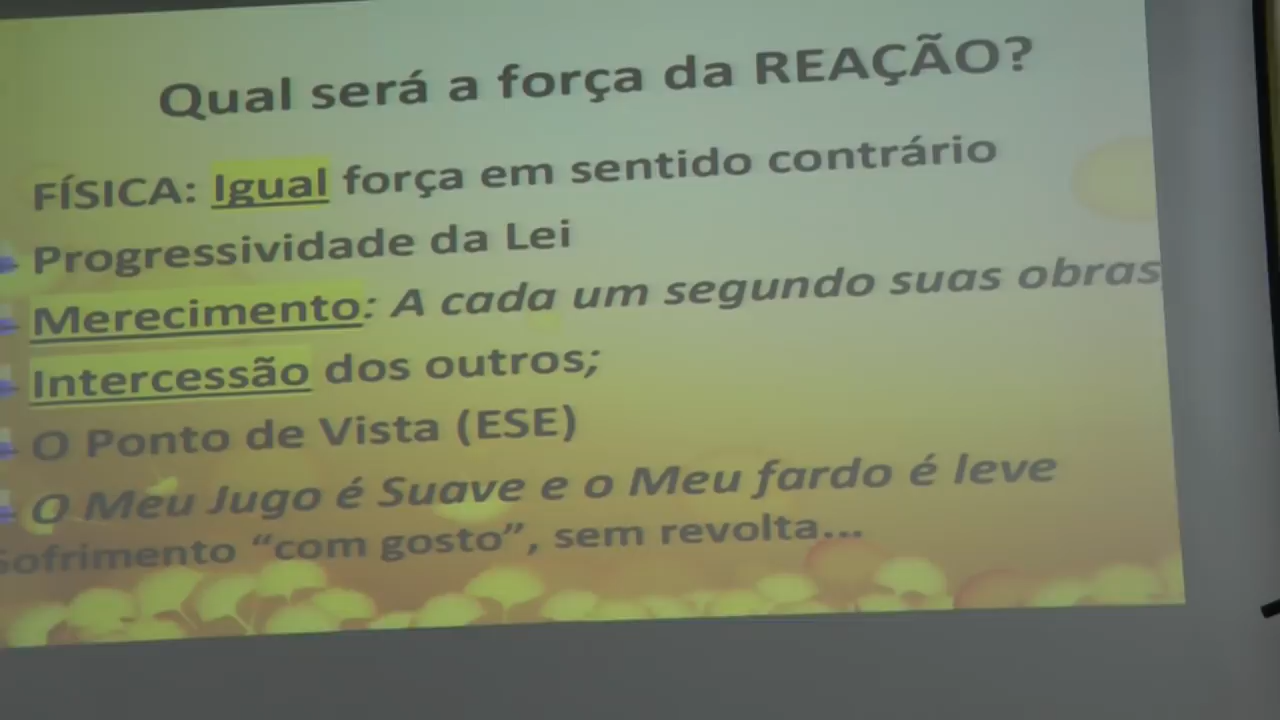 Qual será a força da REAÇÃO?
FÍSICA: Igual força em sentido contrário
Progressividade da Lei
Merecimento: A cada um segundo suas obras
Intercessão dos outros;
O Ponto de Vista (ESE)
O Meu Jugo é Suave e o Meu fardo é leve
Sofrimento “com gosto”, sem revolta...